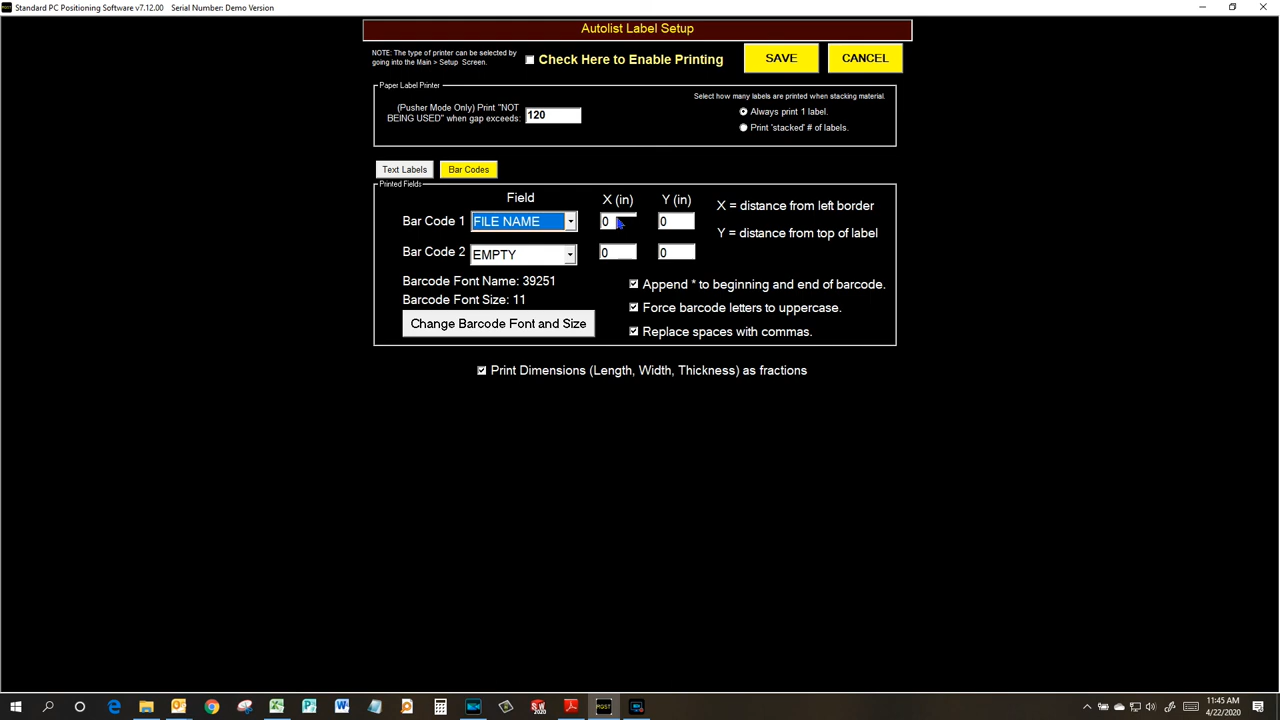 Standard PC Positioning Software v7.12.00    Serial Number: Demo Version
Autolist Label Setup
NOTE: The type of printer can be selected by
going into the Main > Setup Screen.
Check Here to Enable Printing
SAVE
CANCEL
Paper Label Printer
(Pusher Mode Only) Print "NOT
BEING USED" when gap exceeds:
120
Select how many labels are printed when stacking material.
Always print 1 label.
Print 'stacked' # of labels.
Text Labels
Bar Codes
Printed Fields
Field
X (in)
Y (in)
X = distance from left border
Bar Code 1
FILE NAME
0
0
Y = distance from top of label
Bar Code 2
EMPTY
0
0
Barcode Font Name: 39251
Append * to beginning and end of barcode.
Barcode Font Size: 11
Force barcode letters to uppercase.
Change Barcode Font and Size
Replace spaces with commas.
Print Dimensions (Length, Width, Thickness) as fractions
11:45 AM
4/22/2020